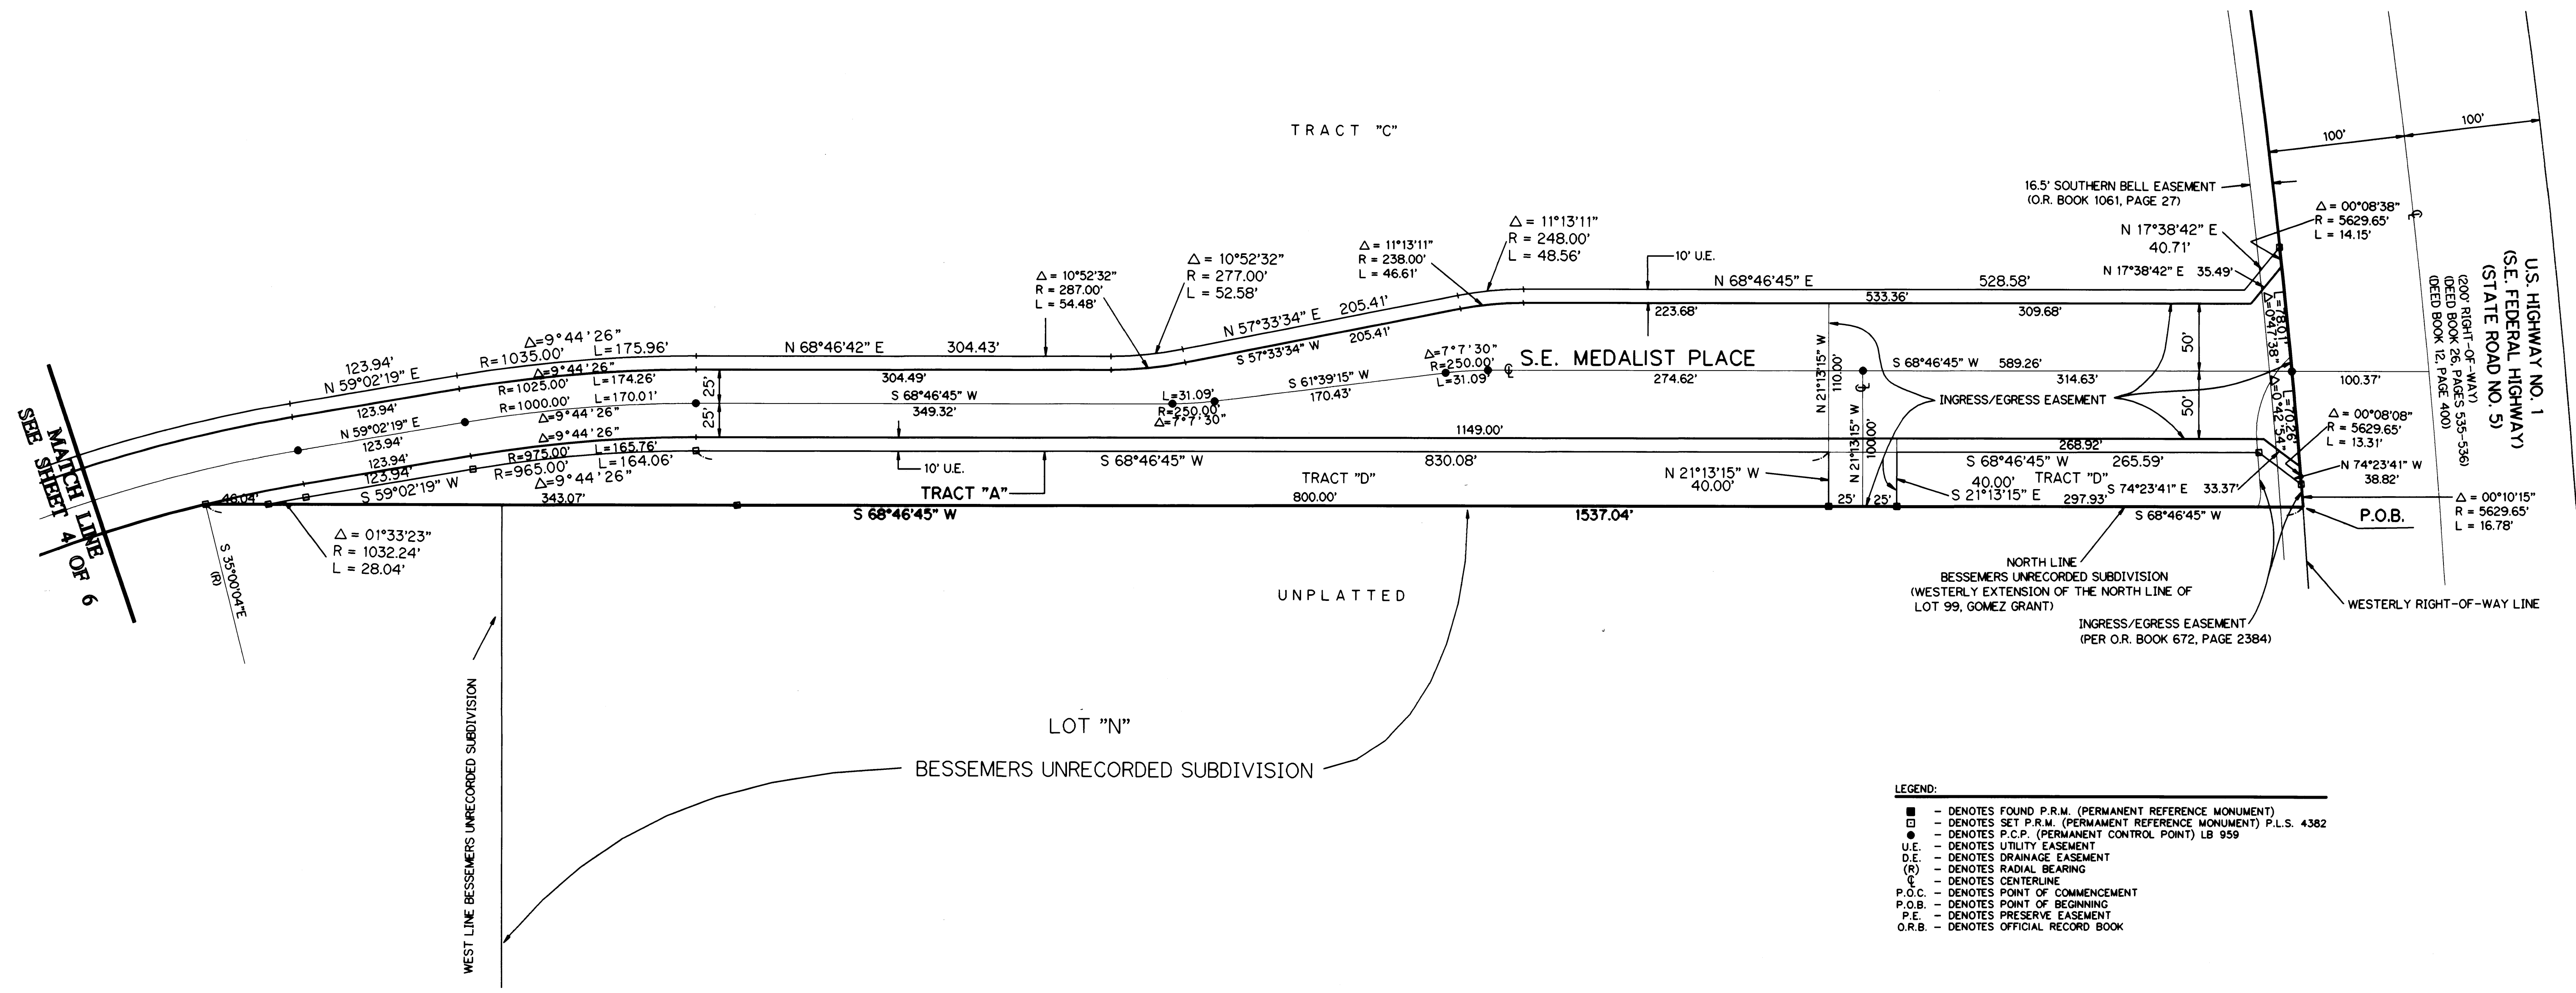 TRACT "C"
100'
100'
16.5' SOUTHERN BELL EASEMENT
(O.R. BOOK 1061, PAGE 27)
△ = 00°08'38"
R = 5629.65'
L = 14.15'
N 17°38'42" E
40.71'
N 17°38'42" E 35.49'
U.S. HIGHWAY NO. 1
(S.E. FEDERAL HIGHWAY)
(STATE ROAD NO. 5)
(200' RIGHT-OF-WAY)
(DEED BOOK 26, PAGES 535-536)
(DEED BOOK 12, PAGE 400)
△ = 11°13'11"
R = 248.00'
L = 48.56'
△ = 11°13'11"
R = 238.00'
L = 46.61'
△ = 10°52'32"
R = 277.00'
L = 52.58'
△ = 10°52'32"
R = 287.00'
L = 54.48'
10' U.E.
N 68°46'45" E 528.58'
533.36'
223.68'
309.68'
N 57°33'34" E 205.41'
S 57°33'34" W 205.41'
△=9°44'26"
R=1035.00' L=175.96'
123.94'
N 59°02'19" E
N 68°46'42" E 304.43'
△=9°44'26"
R=1025.00' L=174.26'
123.94'
304.49'
R=1000.00' L=170.01'
△=9°44'26"
N 59°02'19" E
123.94'
25'
25'
S 68°46'45" W
349.32'
L=31.09'
R=250.00'
△=7°7'30"
S 61°39'15" W
170.43'
△=7°7'30"
R=250.00'
L=31.09'
℄ S.E. MEDALIST PLACE
274.62'
S 68°46'45" W 589.26'
314.63'
100.37'
50'
50'
L=78.01'
△=0°47'38"
L=70.26'
△=0°42'54"
N 21°13'15" W
110.00'
N 21°13'15" W
100.00'
℄
INGRESS/EGRESS EASEMENT
△=9°44'26"
R=975.00' L=165.76'
123.94'
R=965.00' L=164.06'
△=9°44'26"
123.94'
S 59°02'19" W
1149.00'
10' U.E.
TRACT "A"
S 68°46'45" W 830.08'
TRACT "D"
800.00'
N 21°13'15" W
40.00'
268.92'
S 68°46'45" W 265.59'
40.00'
TRACT "D"
S 21°13'15" E
S 74°23'41" E 33.37'
25'
25'
297.93'
△ = 00°08'08"
R = 5629.65'
L = 13.31'
N 74°23'41" W
38.82'
△ = 00°10'15"
R = 5629.65'
L = 16.78'
P.O.B.
46.04'
343.07'
S 68°46'45" W
1537.04'
S 68°46'45" W
MATCH LINE
SEE SHEET 4 OF 6
S 35°00'04"E
(R)
△ = 01°33'23"
R = 1032.24'
L = 28.04'
UNPLATTED
NORTH LINE
BESSEMERS UNRECORDED SUBDIVISION
(WESTERLY EXTENSION OF THE NORTH LINE OF
LOT 99, GOMEZ GRANT)
WESTERLY RIGHT-OF-WAY LINE
INGRESS/EGRESS EASEMENT
(PER O.R. BOOK 672, PAGE 2384)
WEST LINE BESSEMERS UNRECORDED SUBDIVISION
LOT "N"
BESSEMERS UNRECORDED SUBDIVISION
LEGEND:
■ - DENOTES FOUND P.R.M. (PERMANENT REFERENCE MONUMENT)
⊡ - DENOTES SET P.R.M. (PERMAMENT REFERENCE MONUMENT) P.L.S. 4382
● - DENOTES P.C.P. (PERMANENT CONTROL POINT) LB 959
U.E. - DENOTES UTILITY EASEMENT
D.E. - DENOTES DRAINAGE EASEMENT
(R) - DENOTES RADIAL BEARING
℄ - DENOTES CENTERLINE
P.O.C. - DENOTES POINT OF COMMENCEMENT
P.O.B. - DENOTES POINT OF BEGINNING
P.E. - DENOTES PRESERVE EASEMENT
O.R.B. - DENOTES OFFICIAL RECORD BOOK